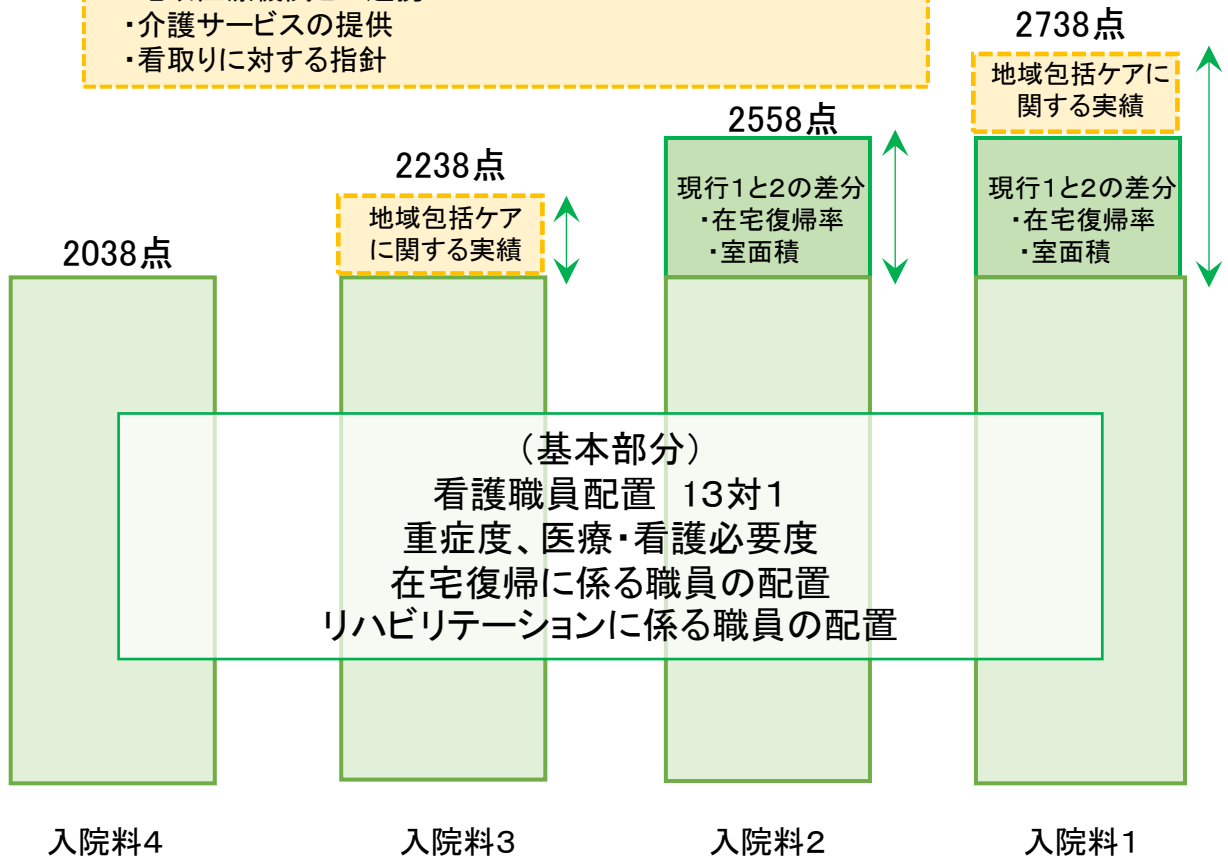 ・介護サービスの提供
・看取りに対する指針
2738点
地域包括ケアに
関する実績
2558点
現行1と2の差分
・在宅復帰率
・室面積
現行1と2の差分
・在宅復帰率
・室面積
2238点
地域包括ケア
に関する実績
2038点
（基本部分）
看護職員配置　13対1
重症度、医療・看護必要度
在宅復帰に係る職員の配置
リハビリテーションに係る職員の配置
入院料4
入院料3
入院料2
入院料1